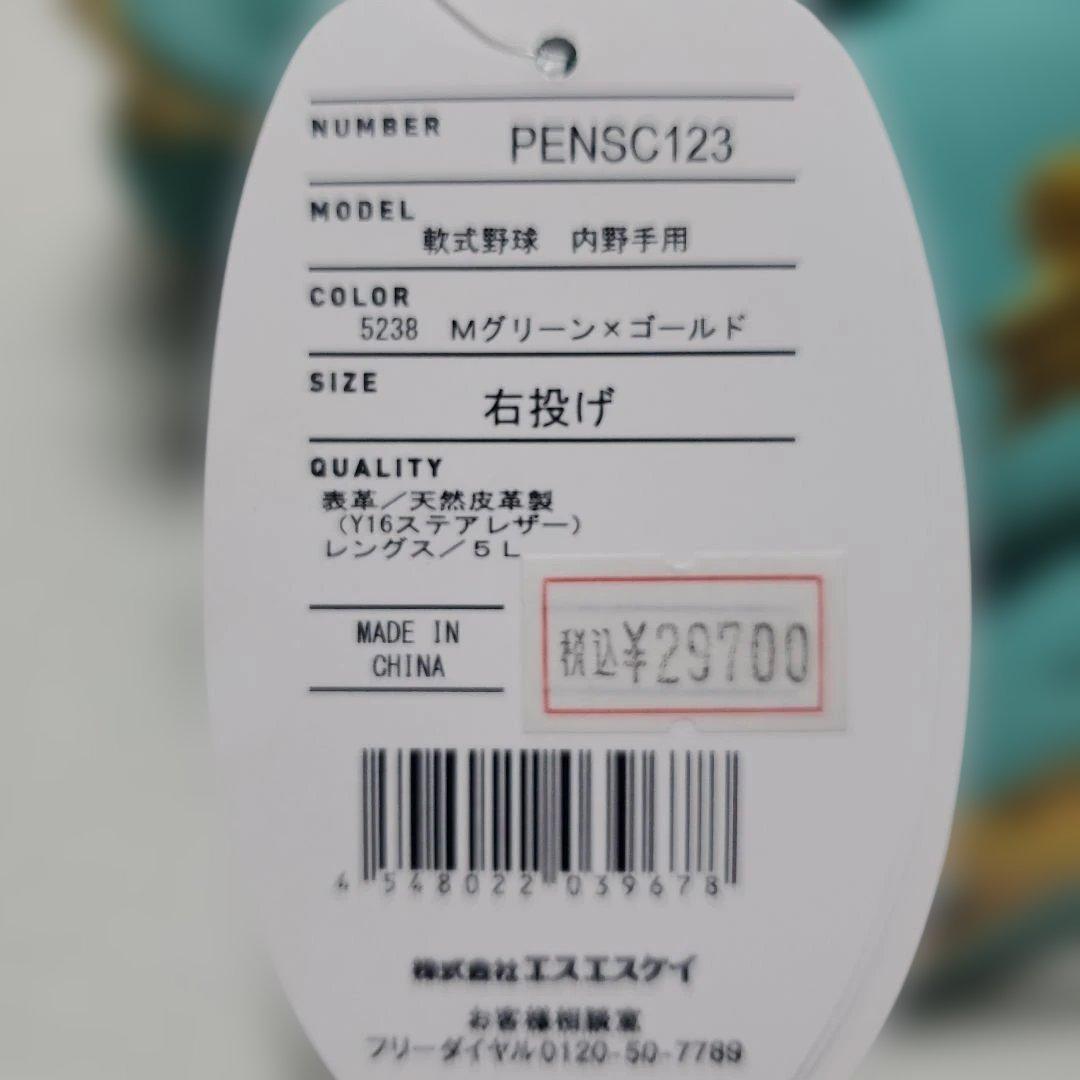 NUMBER
PENSC123
MODEL
軟式野球　内野手用
COLOR
5238　Mグリーン×ゴールド
SIZE
右投げ
QUALITY
表革／天然皮革製
(Y16ステアレザー)
レングス／5L
税込¥29700
MADE IN
CHINA
4 548022 039678
株式会社エスエスケイ
お客様相談室
フリーダイヤル0120-50-7789